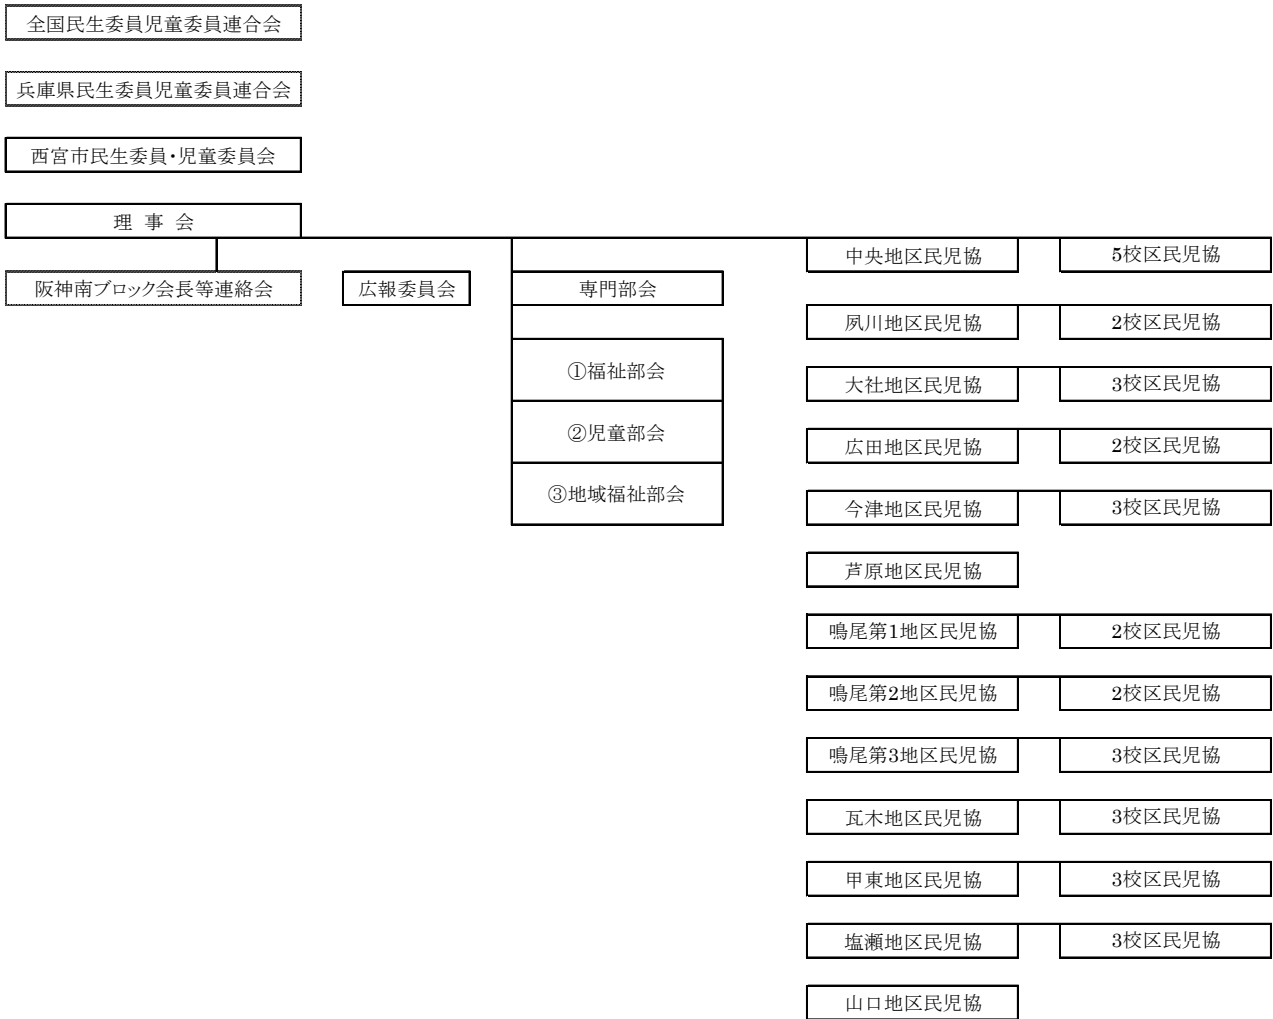 全国民生委員児童委員連合会
兵庫県民生委員児童委員連合会
西宮市民生委員・児童委員会
理 事 会
中央地区民児協
5校区民児協
阪神南ブロック会長等連絡会
広報委員会
専門部会
夙川地区民児協
2校区民児協
①福祉部会
大社地区民児協
3校区民児協
②児童部会
広田地区民児協
2校区民児協
③地域福祉部会
今津地区民児協
3校区民児協
芦原地区民児協
鳴尾第1地区民児協
2校区民児協
鳴尾第2地区民児協
2校区民児協
鳴尾第3地区民児協
3校区民児協
瓦木地区民児協
3校区民児協
甲東地区民児協
3校区民児協
塩瀬地区民児協
3校区民児協
山口地区民児協